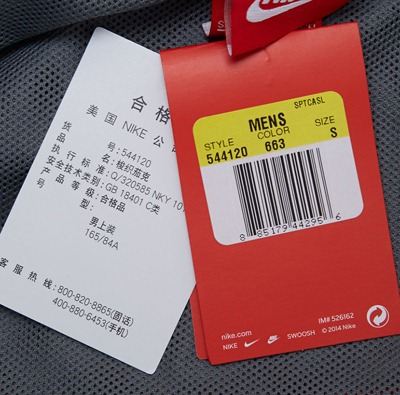 合格
美国 NIKE 公
货 号:544120
品 名:梭织茄克
执行标准:Q/320585 NKY 10
安全技术类别:GB 18401 C类
等 级:合格品
型:
男上装
165/84A
客服热线:800-820-8865(固话)
400-880-6453(手机)
SPTCASL
MENS
STYLE COLOR SIZE
544120 663 S
8 85179 44295 6
IM# 526162
nike.com
NIKE SWOOSH © 2014 Nike